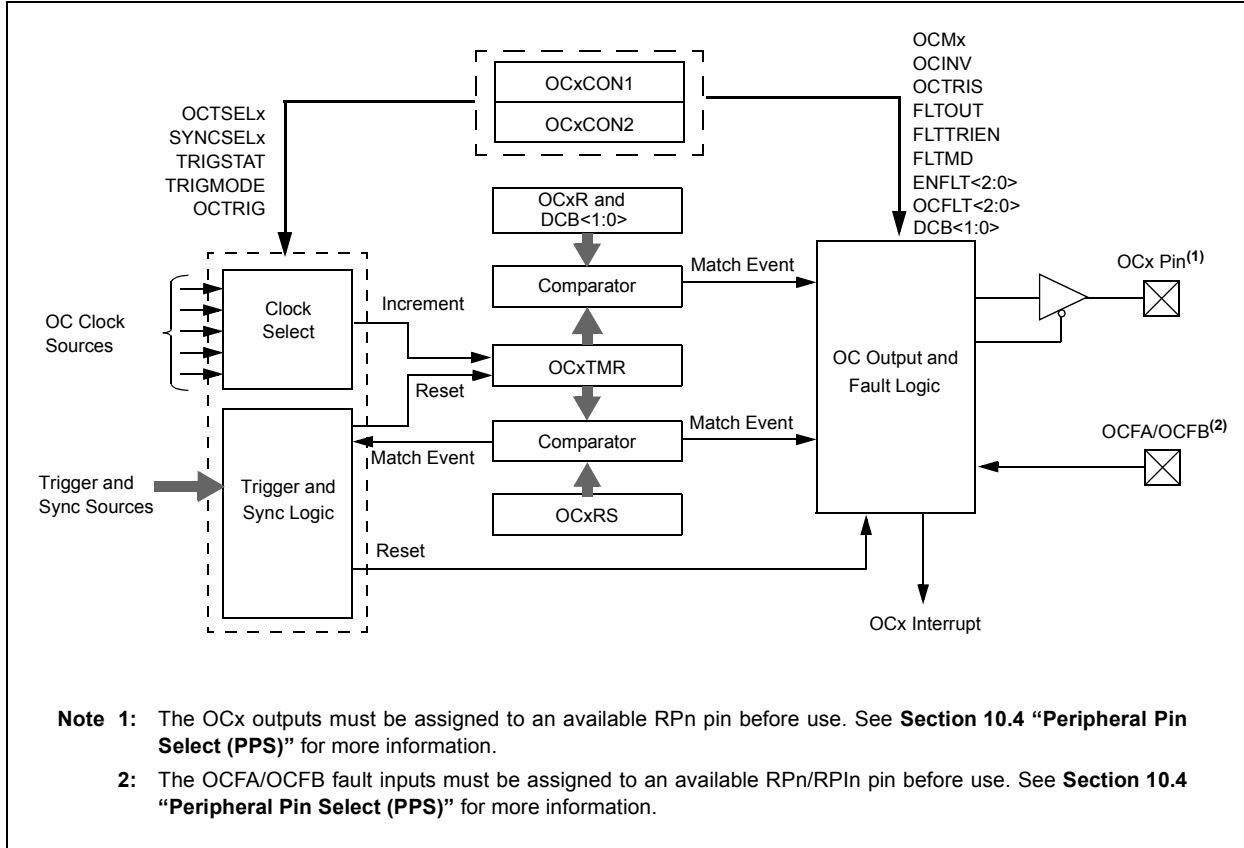 OCxCON1
OCxCON2
OCMx
OCINV
OCTRIS
FLTOUT
FLTTRIEN
FLTMD
ENFLT<2:0>
OCFLT<2:0>
DCB<1:0>
OCTSELx
SYNCSELx
TRIGSTAT
TRIGMODE
OCTRIG
OCxR and
DCB<1:0>
Match Event
OCx Pin(1)
Comparator
Increment
Clock
Select
OC Clock
Sources
OCxTMR
Reset
OC Output and
Fault Logic
Match Event
Comparator
Match Event
OCFA/OCFB(2)
Trigger and
Sync Sources
Trigger and
Sync Logic
OCxRS
Reset
OCx Interrupt
Note 1: The OCx outputs must be assigned to an available RPn pin before use. See Section 10.4 “Peripheral Pin
Select (PPS)” for more information.
2: The OCFA/OCFB fault inputs must be assigned to an available RPn/RPIn pin before use. See Section 10.4
“Peripheral Pin Select (PPS)” for more information.